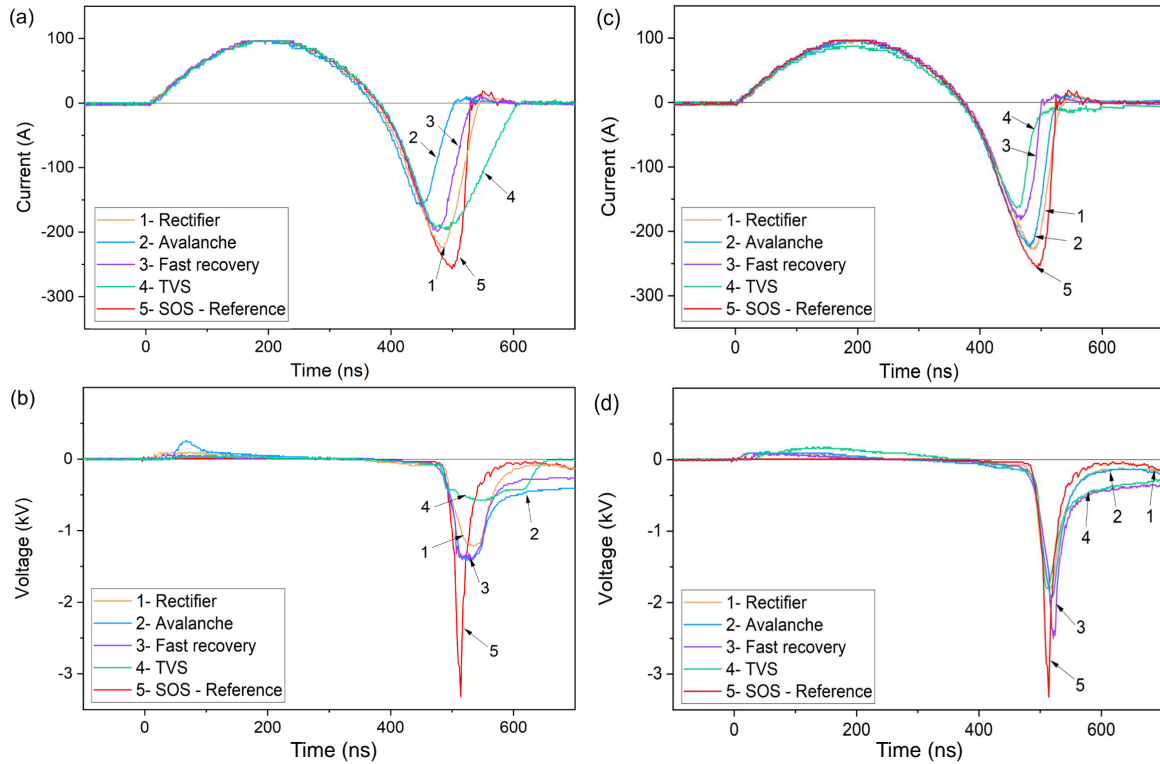 (a)
100
0
-100
-200
-300
Current (A)
3
2
4
1
5
1- Rectifier
2- Avalanche
3- Fast recovery
4- TVS
5- SOS - Reference
0
200
400
600
Time (ns)
(c)
100
0
-100
-200
-300
Current (A)
4
3
1
2
5
1- Rectifier
2- Avalanche
3- Fast recovery
4- TVS
5- SOS - Reference
0
200
400
600
Time (ns)
(b)
0
-1
-2
-3
Voltage (kV)
4
2
1
3
5
1- Rectifier
2- Avalanche
3- Fast recovery
4- TVS
5- SOS - Reference
0
200
400
600
Time (ns)
(d)
0
-1
-2
-3
Voltage (kV)
4
2
1
3
5
1- Rectifier
2- Avalanche
3- Fast recovery
4- TVS
5- SOS - Reference
0
200
400
600
Time (ns)